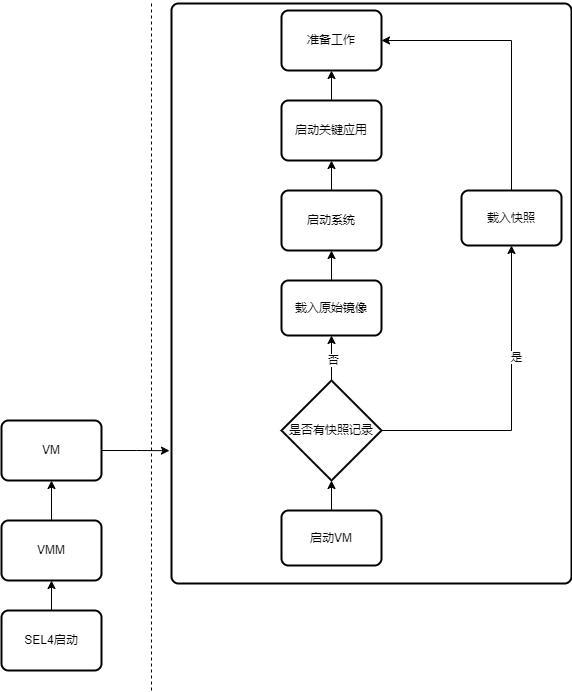 准备工作
启动关键应用
启动系统
载入快照
载入原始镜像
否
是
是否有快照记录
VM
启动VM
VMM
SEL4启动